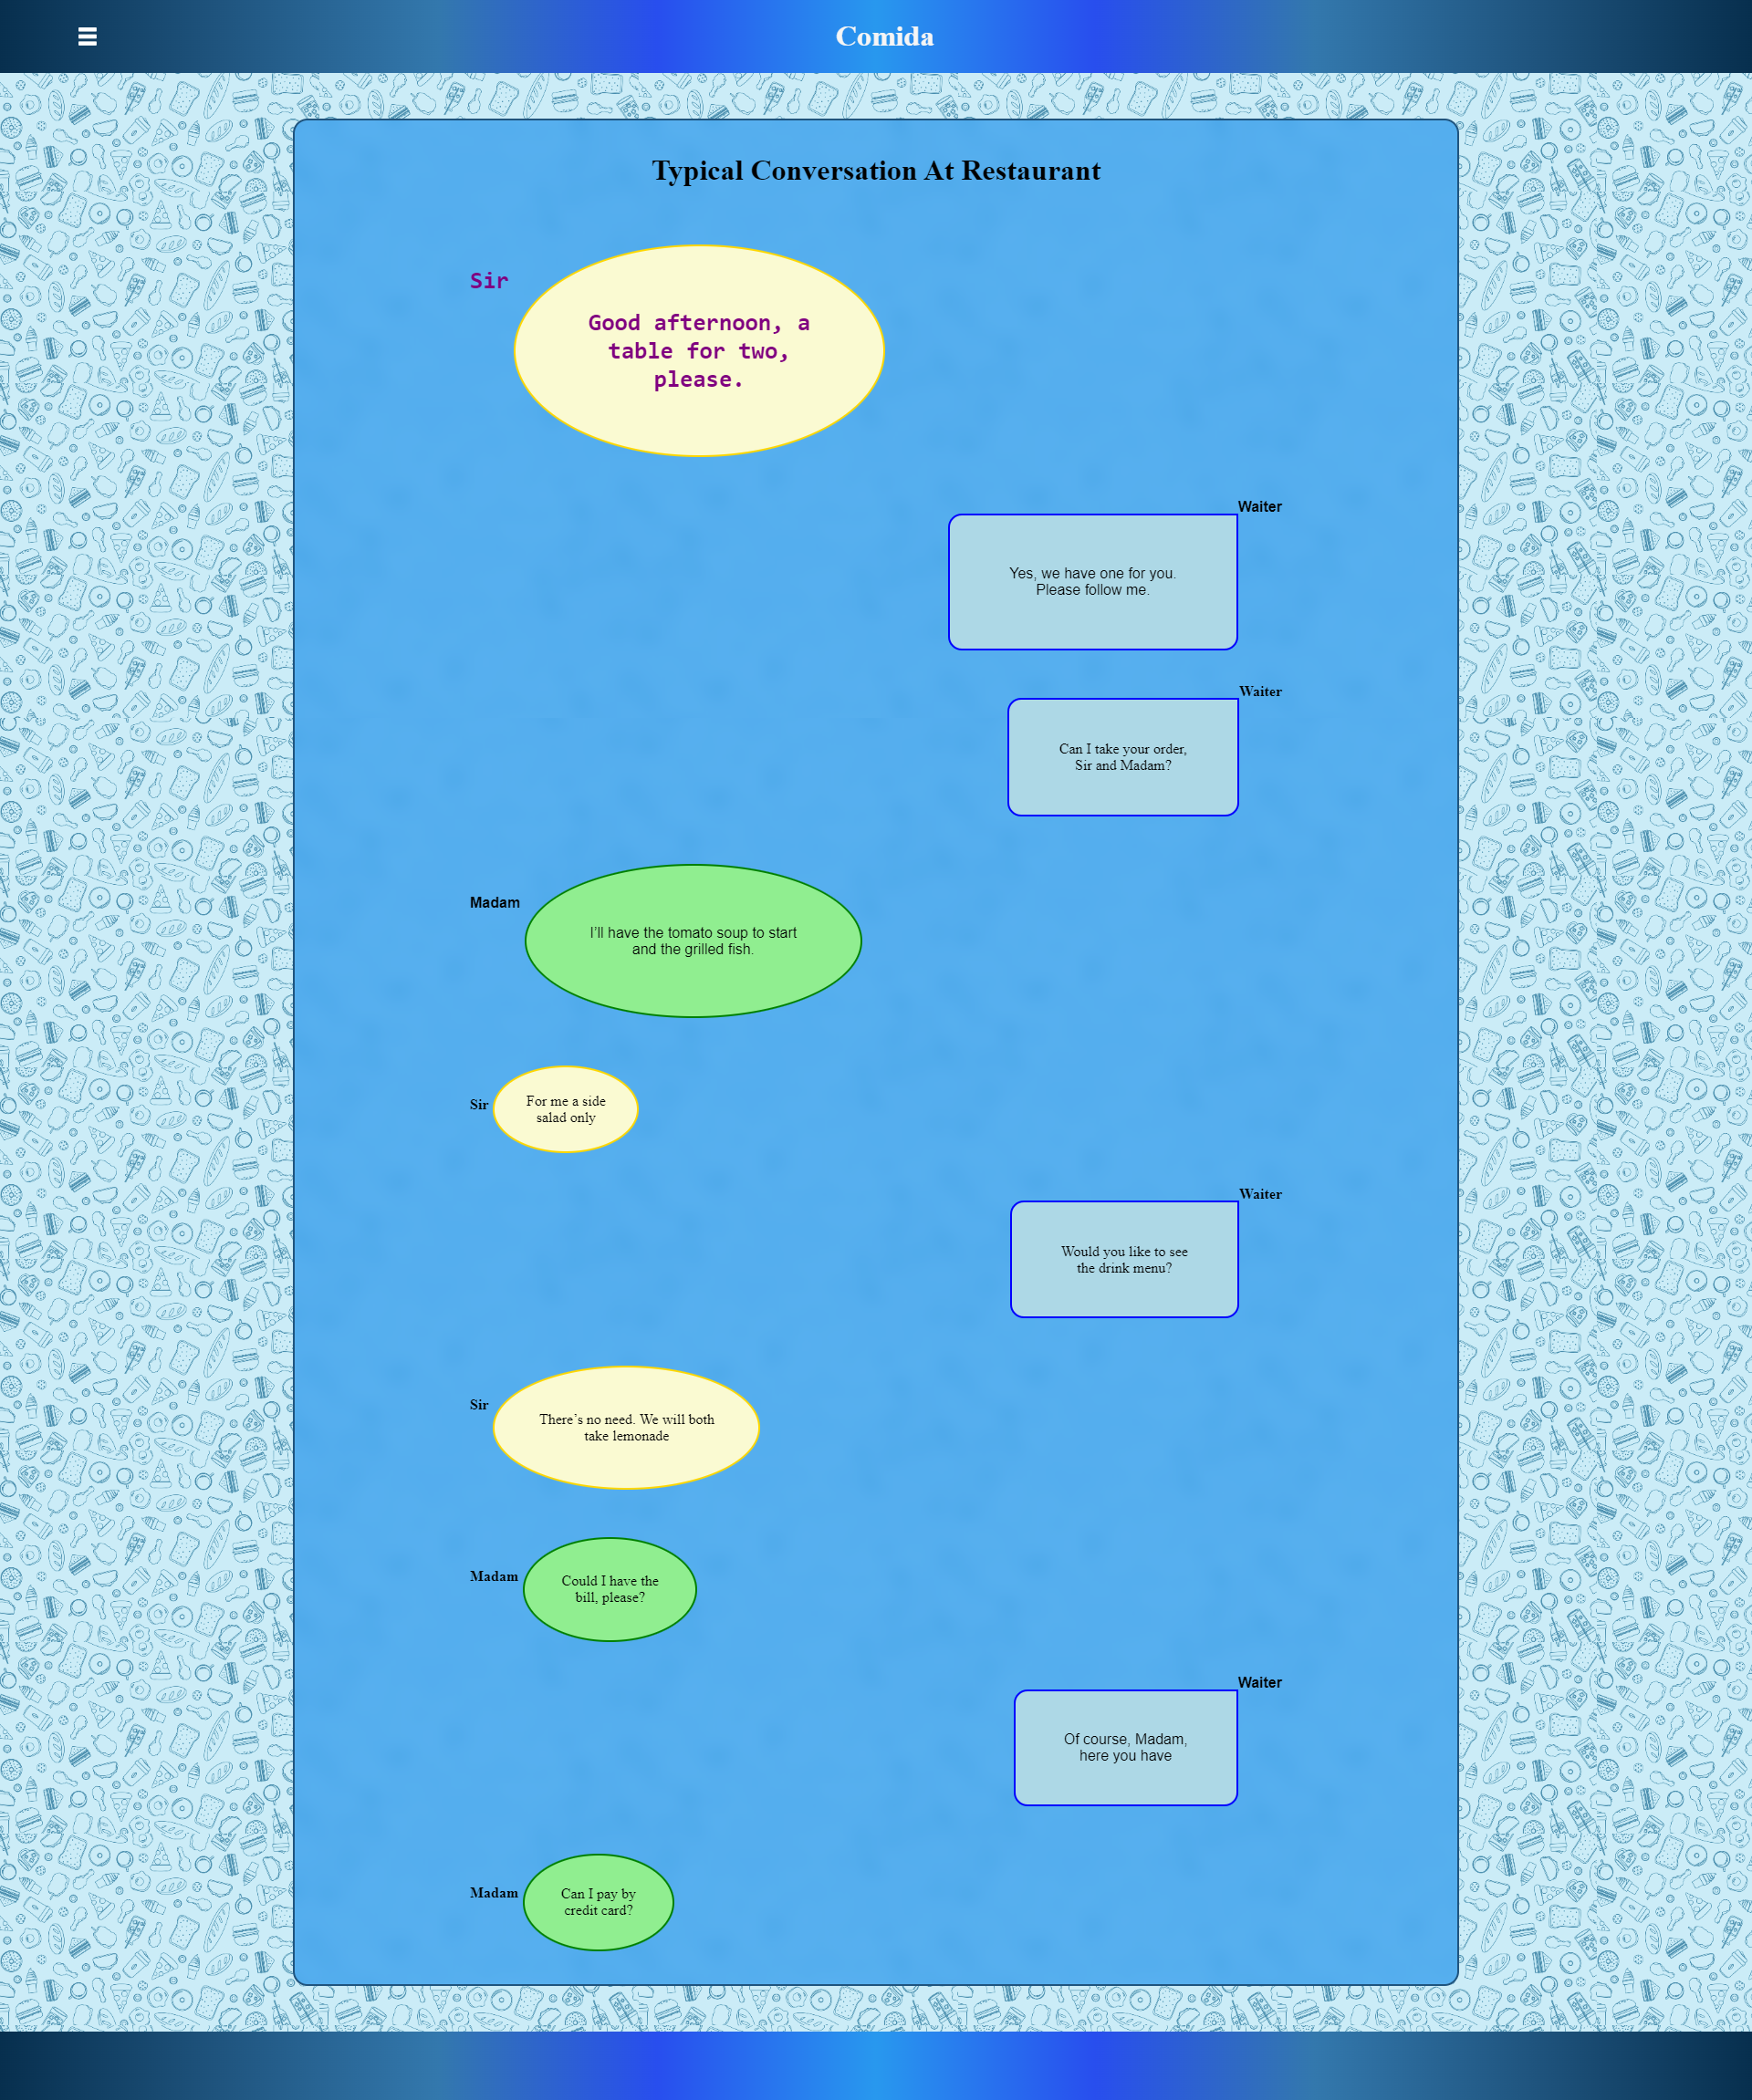 Comida
Typical Conversation At Restaurant
Sir
Good afternoon, a
table for two,
please.
Waiter
Yes, we have one for you.
Please follow me.
Waiter
Can I take your order,
Sir and Madam?
Madam
I’ll have the tomato soup to start
and the grilled fish.
Sir
For me a side
salad only
Waiter
Would you like to see
the drink menu?
Sir
There’s no need. We will both
take lemonade
Madam
Could I have the
bill, please?
Waiter
Of course, Madam,
here you have
Madam
Can I pay by
credit card?